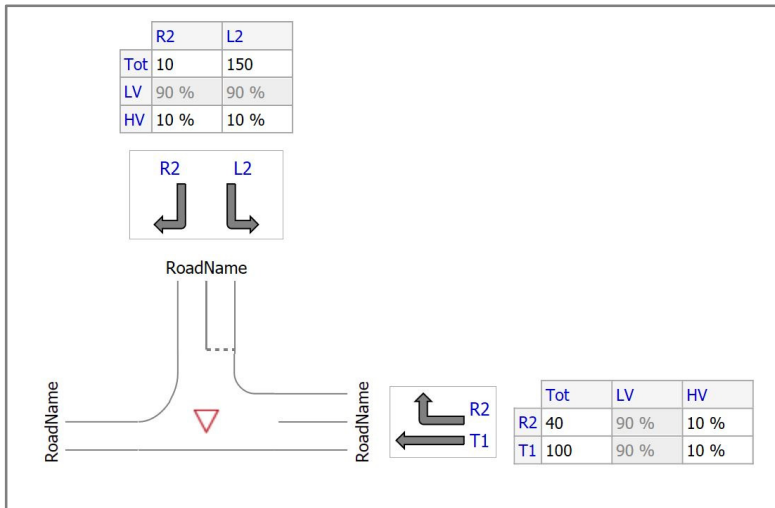 R2 L2
Tot 10 150
LV 90 % 90 %
HV 10 % 10 %
R2 L2
RoadName
RoadName
RoadName
R2
T1
Tot LV HV
R2 40 90 % 10 %
T1 100 90 % 10 %